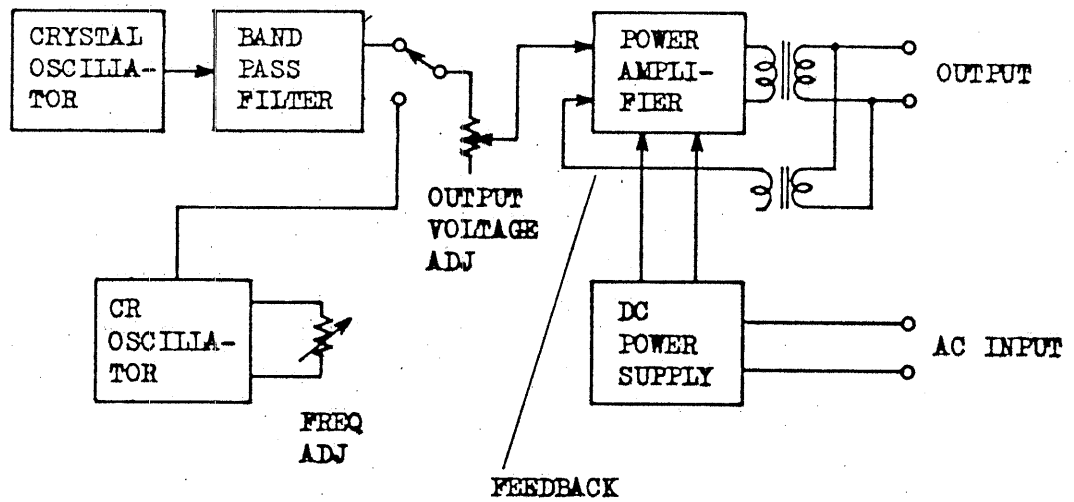 CRYSTAL
OSCILLA-
TOR
BAND
PASS
FILTER
POWER
AMPLI-
FIER
OUTPUT
OUTPUT
VOLTAGE
ADJ
CR
OSCILLA-
TOR
FREQ
ADJ
DC
POWER
SUPPLY
AC INPUT
FEEDBACK